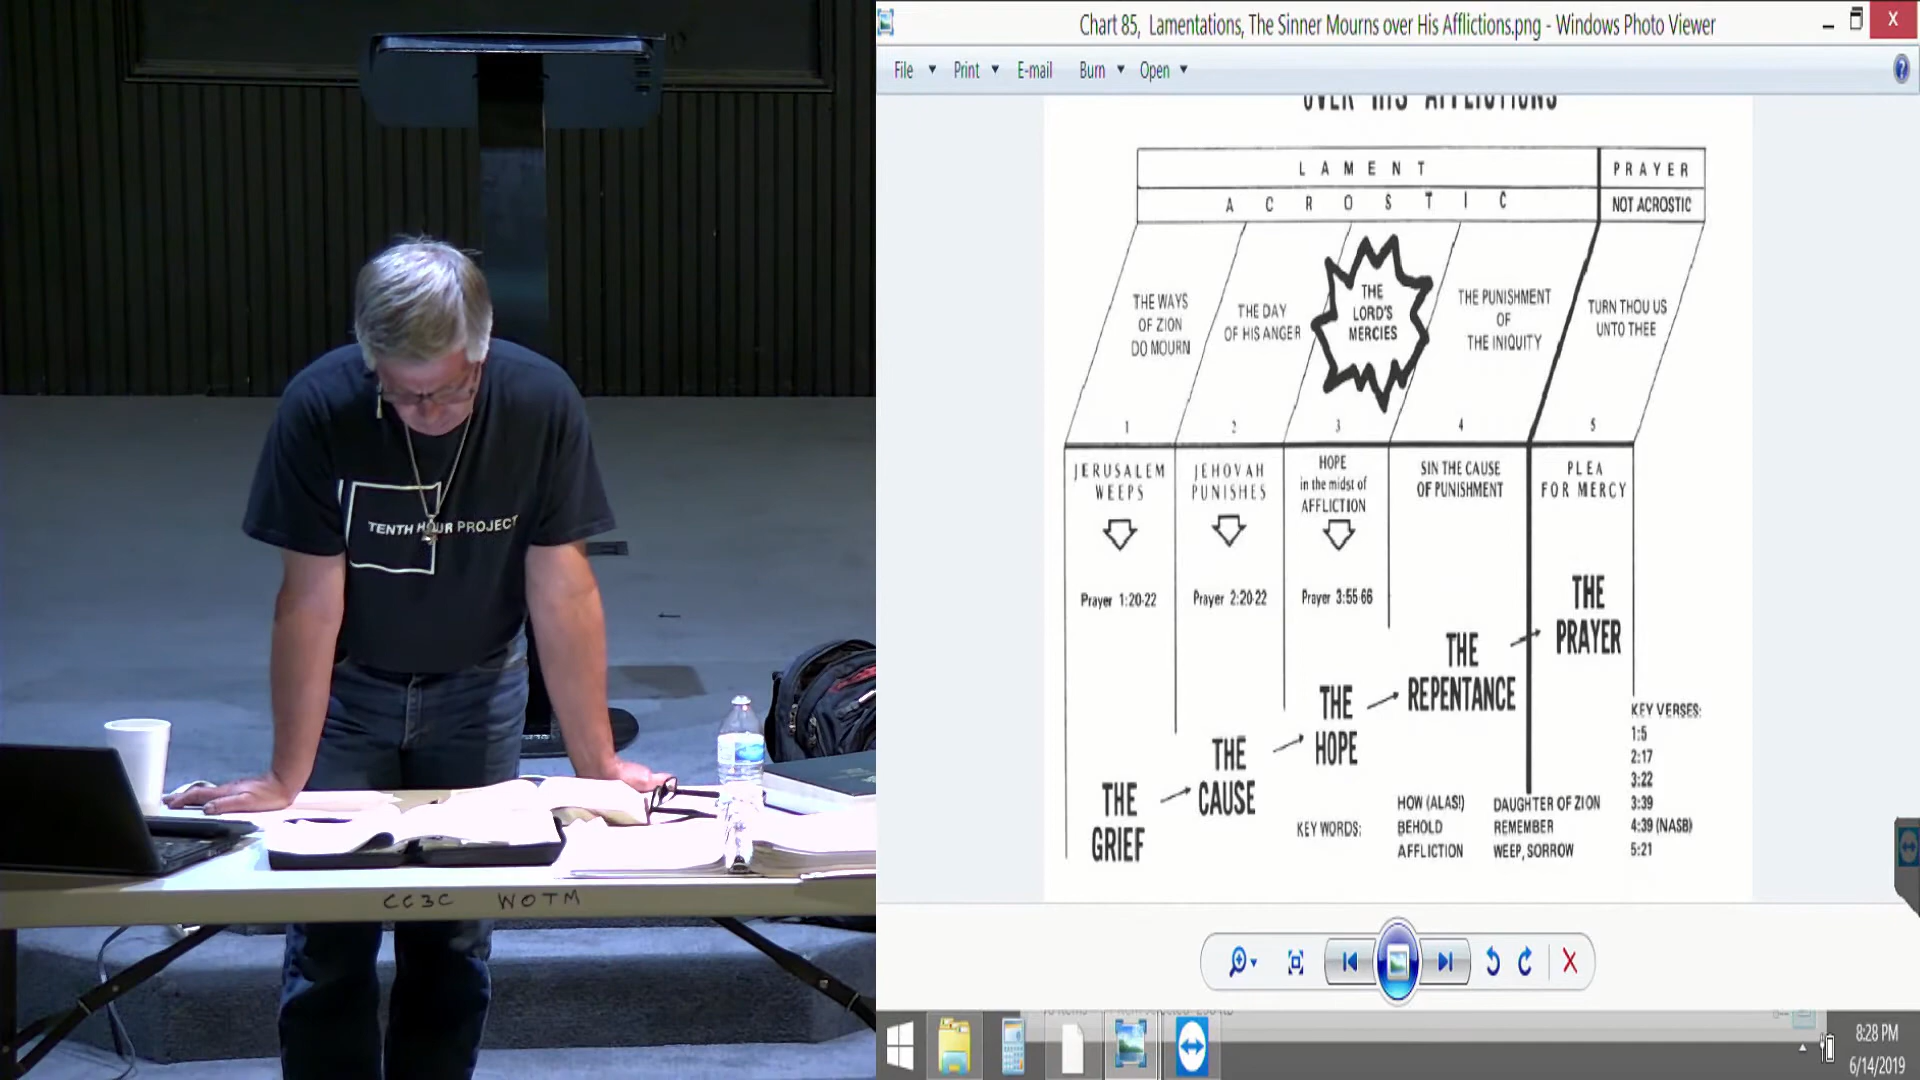 TENTH HOUR PROJECT
CC3C WOTM
Chart 85, Lamentations, The Sinner Mourns over His Afflictions.png - Windows Photo Viewer
File Print E-mail Burn Open
OVER HIS AFFLICTIONS
LAMENT PRAYER
ACROSTIC NOT ACROSTIC
THE WAYS
OF ZION
DO MOURN
THE DAY
OF HIS ANGER
THE
LORD'S
MERCIES
THE PUNISHMENT
OF
THE INIQUITY
TURN THOU US
UNTO THEE
1 2 3 4 5
JERUSALEM
WEEPS
JEHOVAH
PUNISHES
HOPE
in the midst of
AFFLICTION
SIN THE CAUSE
OF PUNISHMENT
PLEA
FOR MERCY
Prayer 1:20-22
Prayer 2:20-22
Prayer 3:55-66
THE
GRIEF
THE
CAUSE
THE
HOPE
THE
REPENTANCE
THE
PRAYER
KEY WORDS:
HOW (ALAS!)
BEHOLD
AFFLICTION
DAUGHTER OF ZION
REMEMBER
WEEP, SORROW
KEY VERSES:
1:5
2:17
3:22
3:39
4:39 (NASB)
5:21
8:28 PM
6/14/2019